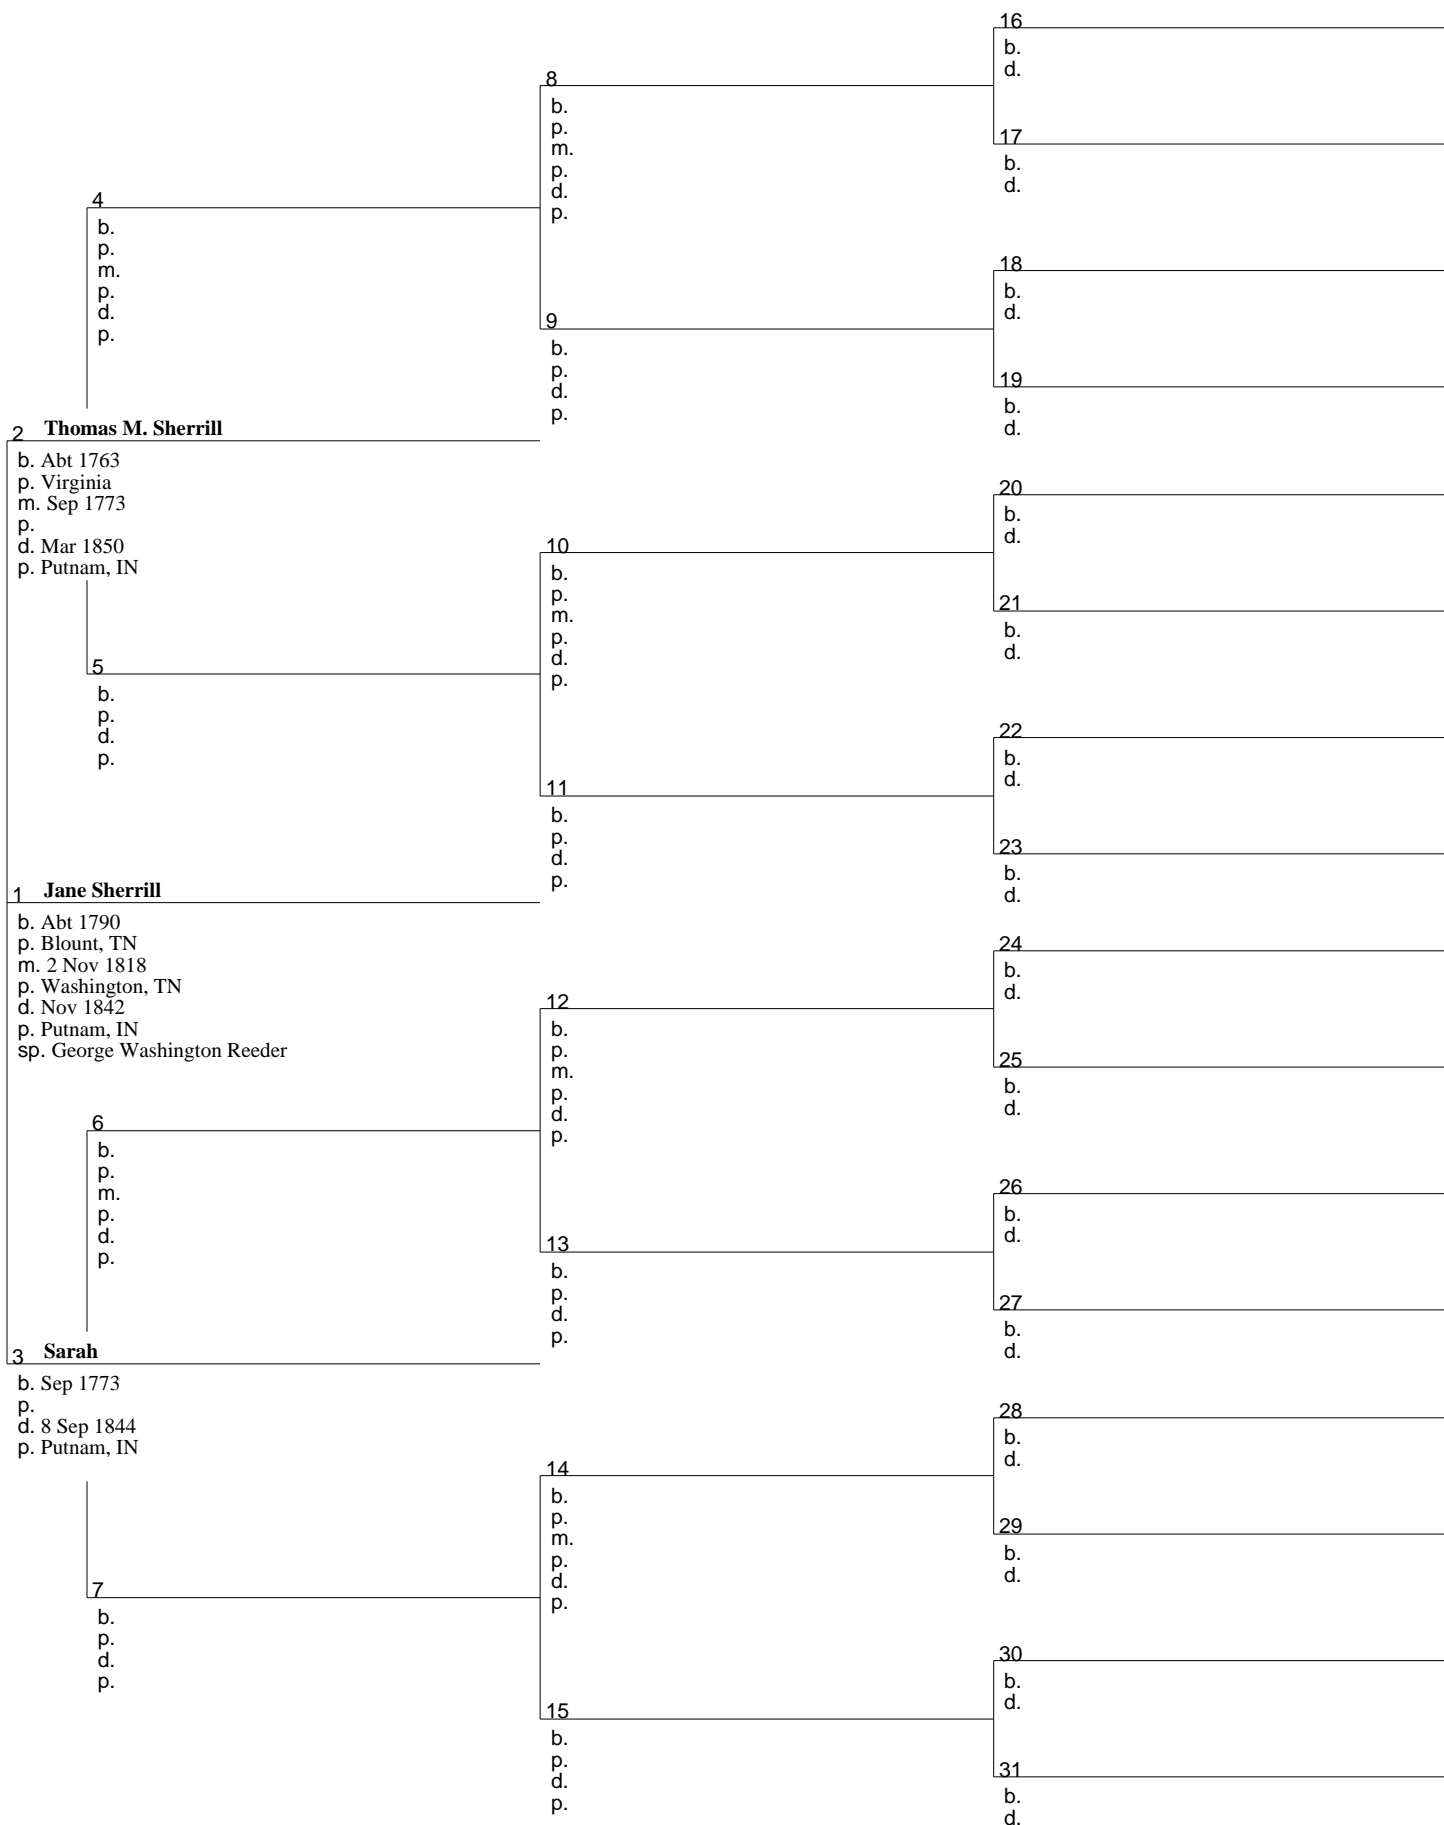 16
b.
d.
8
b.
p.
m.
p.
d.
p.
17
b.
d.
4
b.
p.
m.
p.
d.
p.
18
b.
d.
9
b.
p.
d.
p.
19
b.
d.
2 Thomas M. Sherrill
b. Abt 1763
p. Virginia
m. Sep 1773
p.
d. Mar 1850
p. Putnam, IN
20
b.
d.
10
b.
p.
m.
p.
d.
p.
21
b.
d.
5
b.
p.
d.
p.
22
b.
d.
11
b.
p.
d.
p.
23
b.
d.
1 Jane Sherrill
b. Abt 1790
p. Blount, TN
m. 2 Nov 1818
p. Washington, TN
d. Nov 1842
p. Putnam, IN
sp. George Washington Reeder
24
b.
d.
12
b.
p.
m.
p.
d.
p.
25
b.
d.
6
b.
p.
m.
p.
d.
p.
26
b.
d.
13
b.
p.
d.
p.
27
b.
d.
3 Sarah
b. Sep 1773
p.
d. 8 Sep 1844
p. Putnam, IN
28
b.
d.
14
b.
p.
m.
p.
d.
p.
29
b.
d.
7
b.
p.
d.
p.
30
b.
d.
15
b.
p.
d.
p.
31
b.
d.